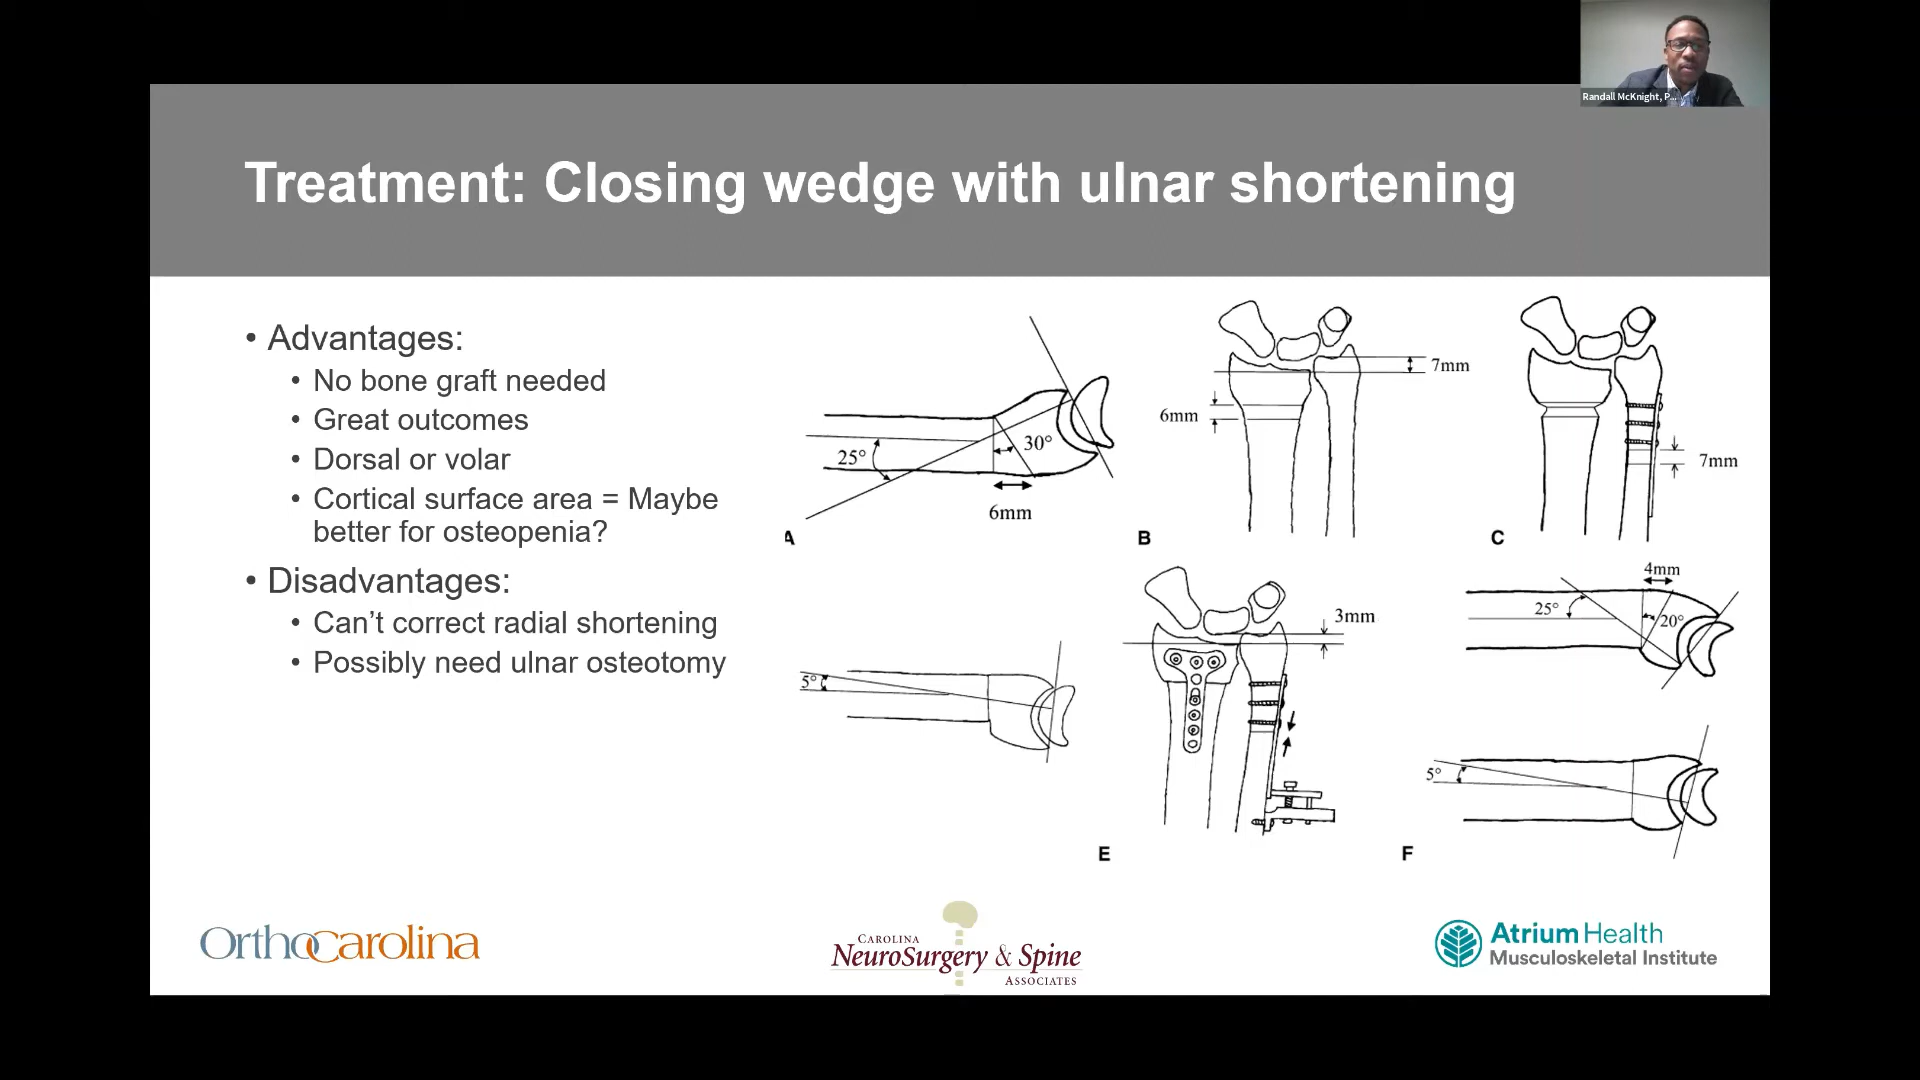 Randall McKnight, P...
Treatment: Closing wedge with ulnar shortening
• Advantages:
• No bone graft needed
• Great outcomes
• Dorsal or volar
• Cortical surface area = Maybe
better for osteopenia?
• Disadvantages:
• Can't correct radial shortening
• Possibly need ulnar osteotomy
25°
30°
6mm
A
7mm
6mm
B
7mm
C
5°
3mm
E
4mm
25°
20°
5°
F
OrthoCarolina
CAROLINA
NEUROSURGERY & SPINE
ASSOCIATES
Atrium Health
Musculoskeletal Institute